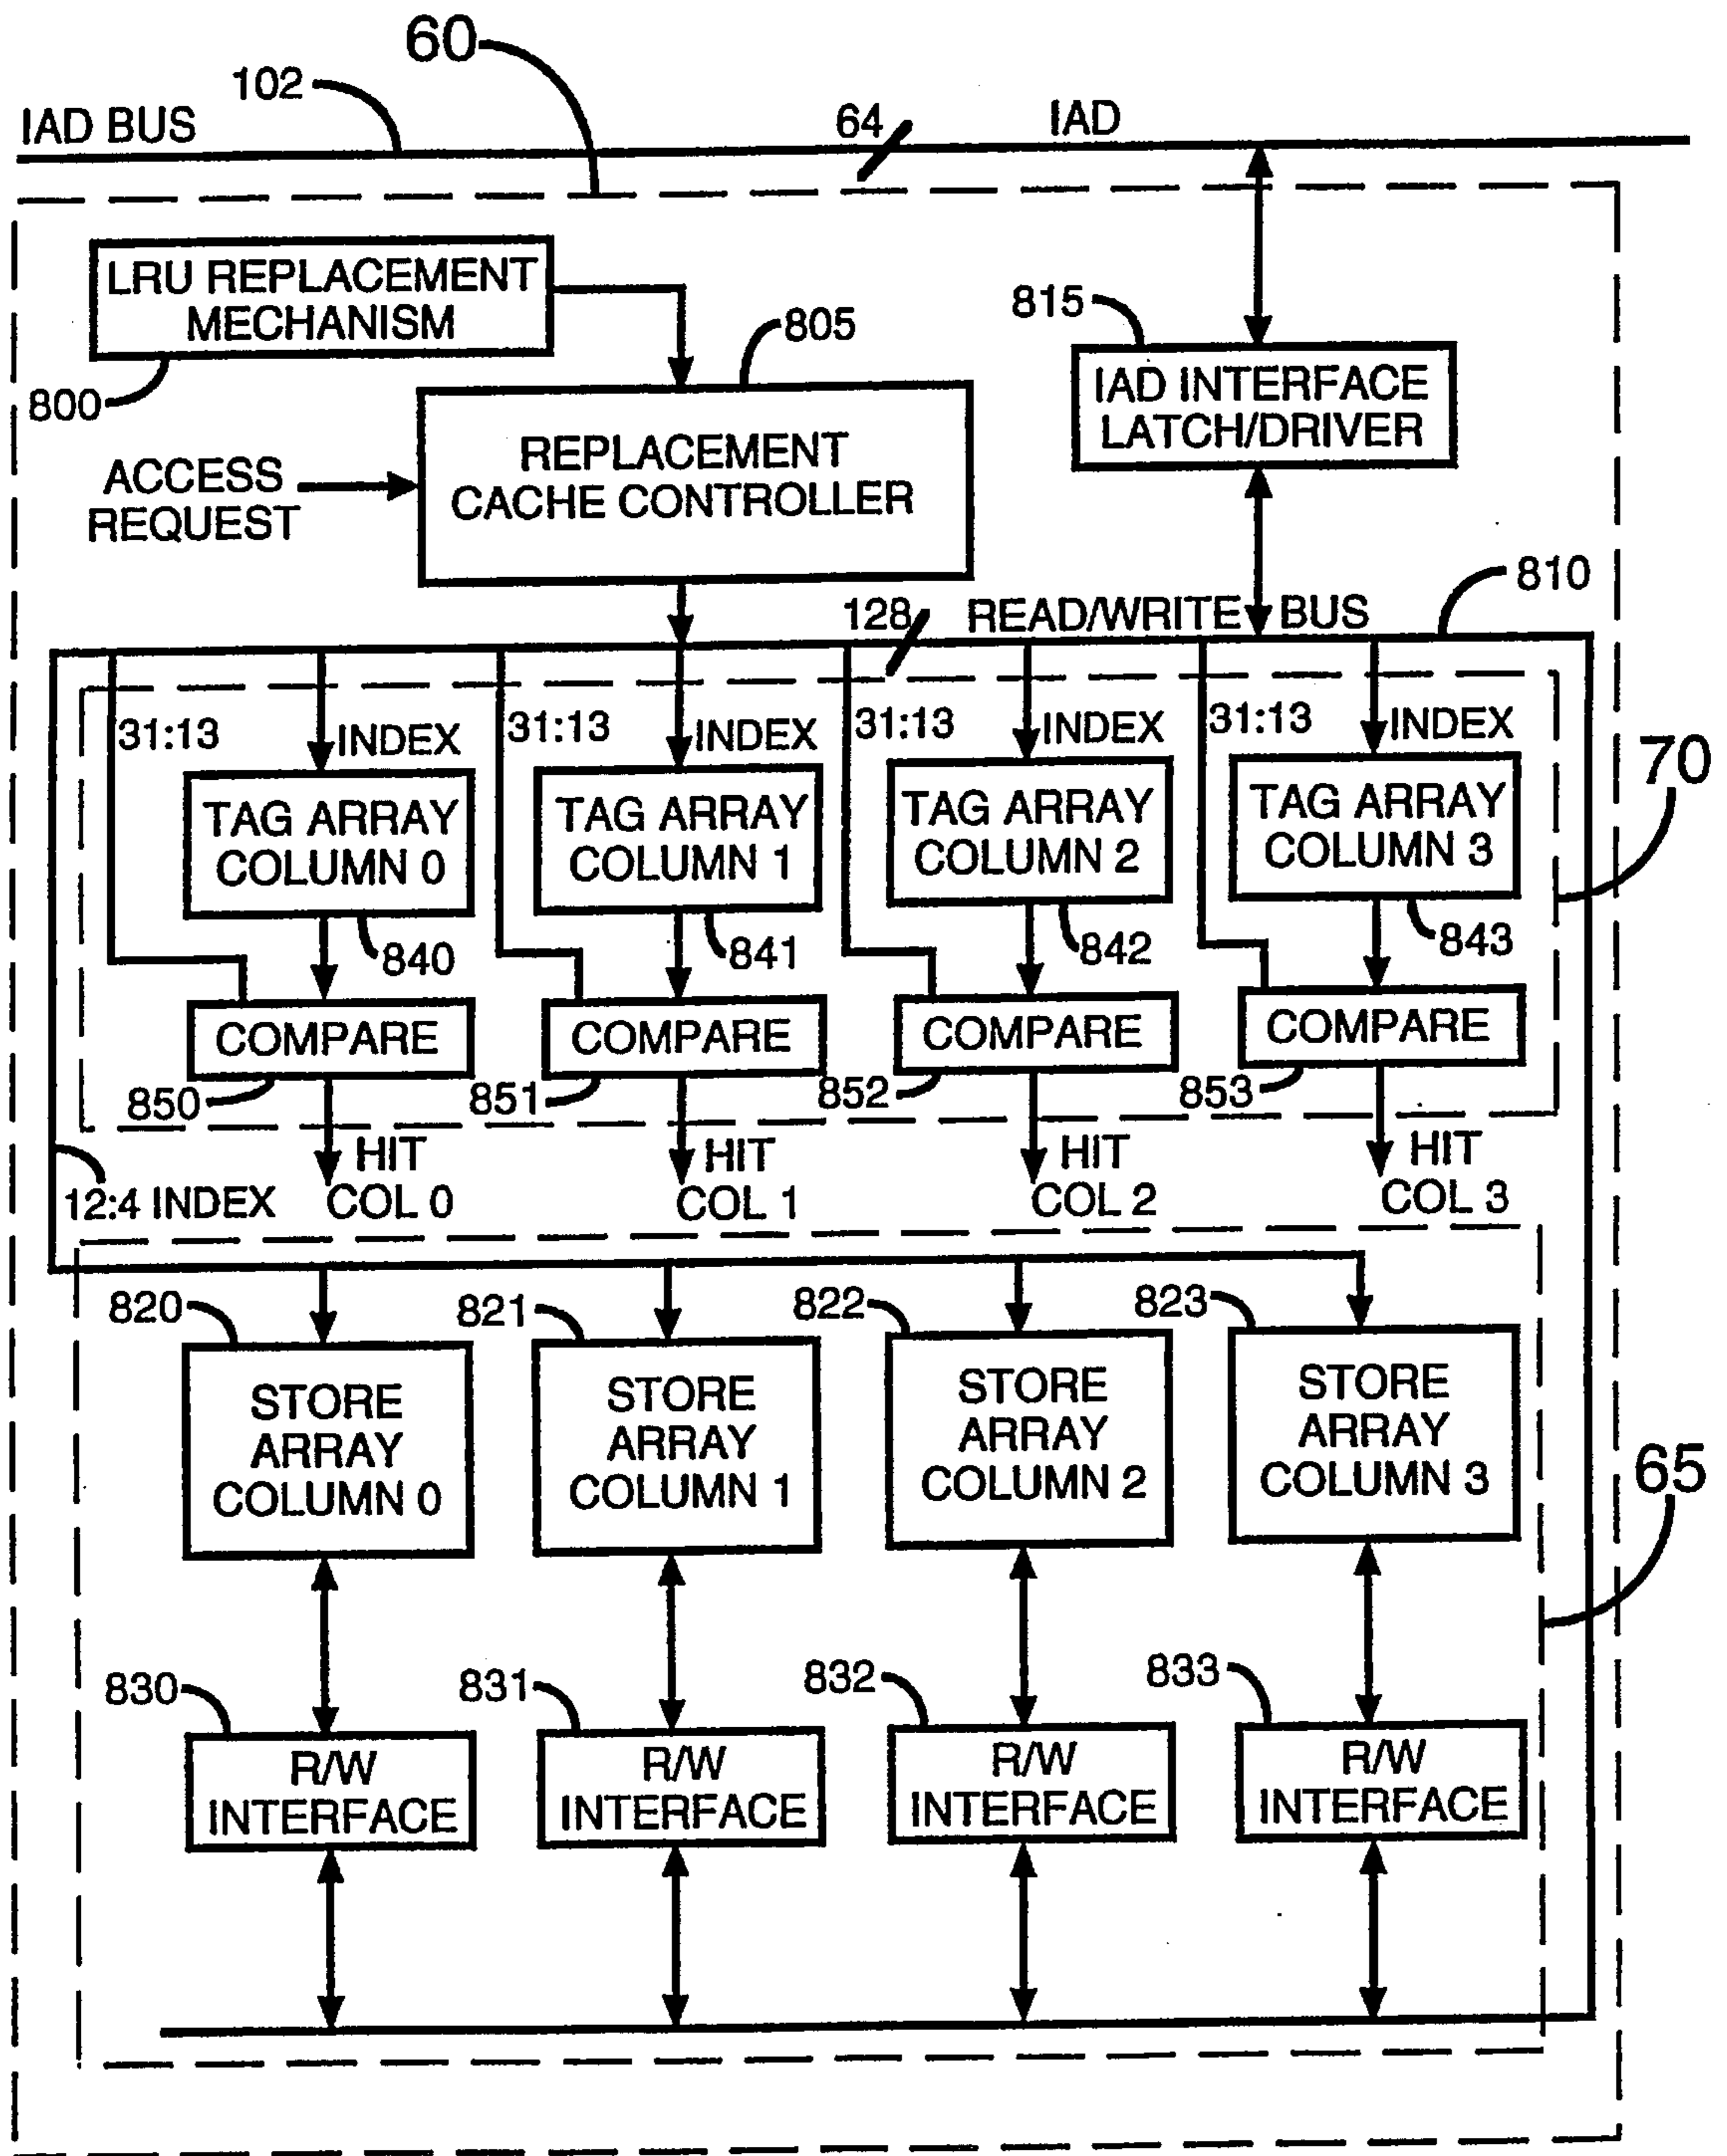 60
102
IAD BUS
64
IAD
LRU REPLACEMENT
MECHANISM
800
805
815
IAD INTERFACE
LATCH/DRIVER
REPLACEMENT
CACHE CONTROLLER
ACCESS
REQUEST
810
128
READ/WRITE BUS
31:13
INDEX
31:13
INDEX
31:13
INDEX
31:13
INDEX
70
TAG ARRAY
COLUMN 0
TAG ARRAY
COLUMN 1
TAG ARRAY
COLUMN 2
TAG ARRAY
COLUMN 3
840
841
842
843
COMPARE
COMPARE
COMPARE
COMPARE
850
851
852
853
HIT
COL 0
HIT
COL 1
HIT
COL 2
HIT
COL 3
12:4 INDEX
820
821
822
823
STORE
ARRAY
COLUMN 0
STORE
ARRAY
COLUMN 1
STORE
ARRAY
COLUMN 2
STORE
ARRAY
COLUMN 3
65
830
831
832
833
R/W
INTERFACE
R/W
INTERFACE
R/W
INTERFACE
R/W
INTERFACE